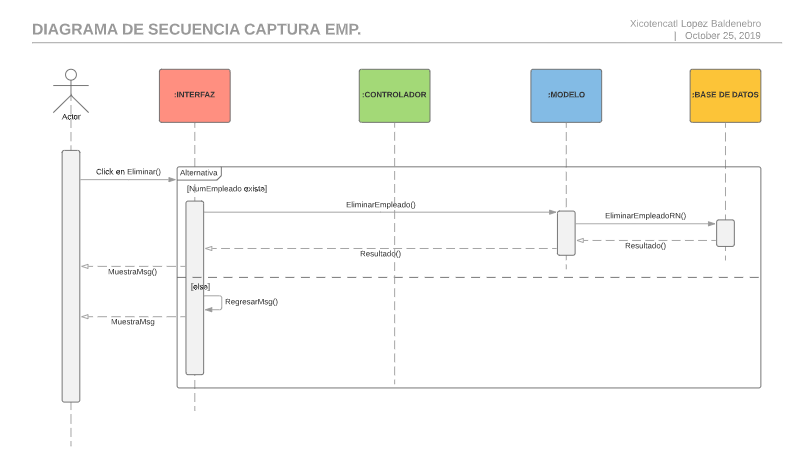 DIAGRAMA DE SECUENCIA CAPTURA EMP.
Xicotencatl Lopez Baldenebro
| October 25, 2019
:INTERFAZ
:CONTROLADOR
:MODELO
:BASE DE DATOS
Actor
Click en Eliminar()
Alternativa
[NumEmpleado exista]
EliminarEmpleado()
EliminarEmpleadoRN()
Resultado()
Resultado()
MuestraMsg()
[else]
RegresarMsg()
MuestraMsg